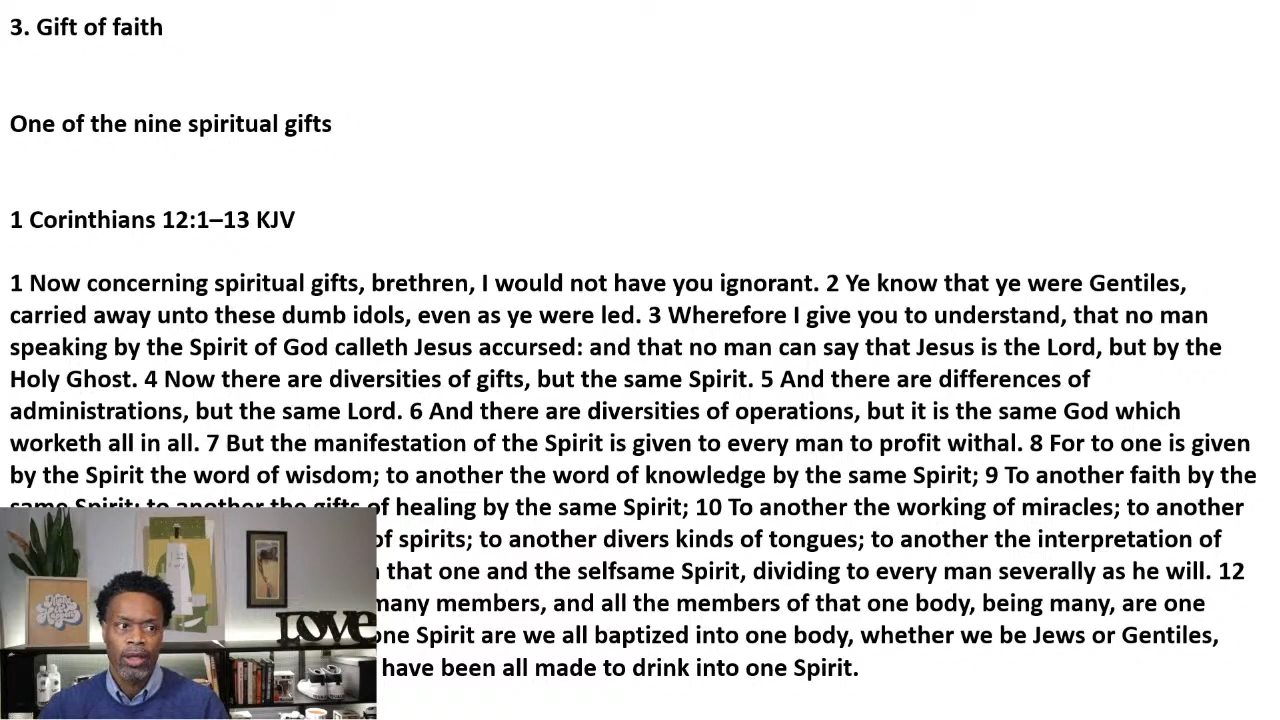 3. Gift of faith
One of the nine spiritual gifts
1 Corinthians 12:1–13 KJV
1 Now concerning spiritual gifts, brethren, I would not have you ignorant. 2 Ye know that ye were Gentiles,
carried away unto these dumb idols, even as ye were led. 3 Wherefore I give you to understand, that no man
speaking by the Spirit of God calleth Jesus accursed: and that no man can say that Jesus is the Lord, but by the
Holy Ghost. 4 Now there are diversities of gifts, but the same Spirit. 5 And there are differences of
administrations, but the same Lord. 6 And there are diversities of operations, but it is the same God which
worketh all in all. 7 But the manifestation of the Spirit is given to every man to profit withal. 8 For to one is given
by the Spirit the word of wisdom; to another the word of knowledge by the same Spirit; 9 To another faith by the
same Spirit; to another the gifts of healing by the same Spirit; 10 To another the working of miracles; to another
of spirits; to another divers kinds of tongues; to another the interpretation of
that one and the selfsame Spirit, dividing to every man severally as he will. 12
many members, and all the members of that one body, being many, are one
one Spirit are we all baptized into one body, whether we be Jews or Gentiles,
have been all made to drink into one Spirit.
LOVE